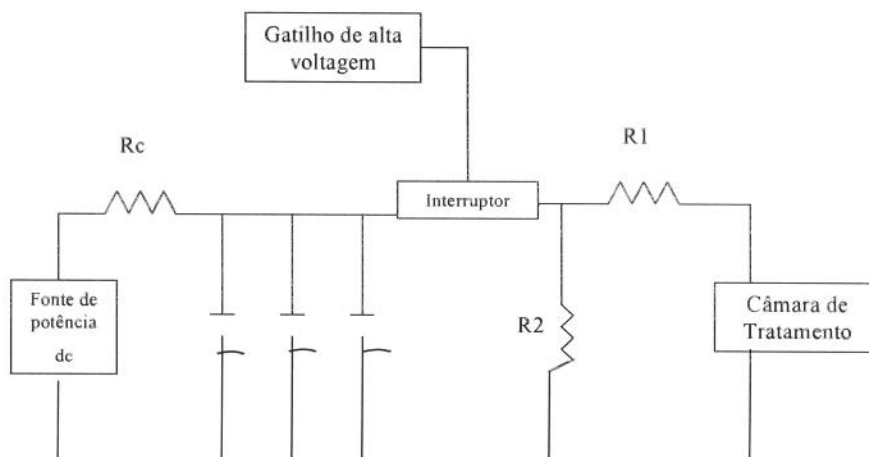 Gatilho de alta
voltagem
Rc
R1
Interruptor
Fonte de
potência
dc
R2
Câmara de
Tratamento